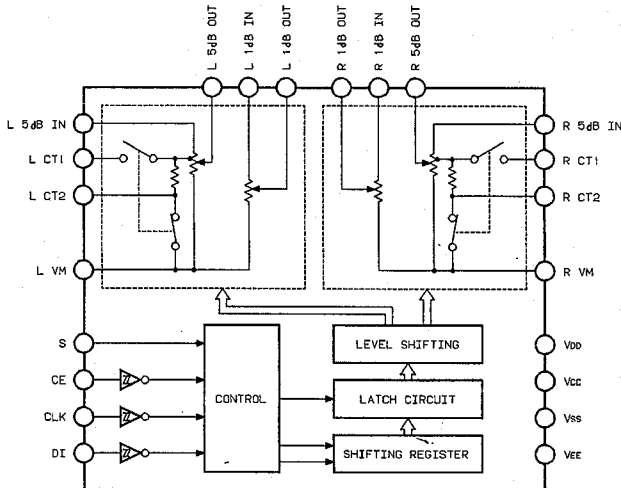 L 5dB OUT
L 1dB IN
L 1dB OUT
R 1dB OUT
R 1dB IN
R 5dB OUT
L 5dB IN
R 5dB IN
L CT1
R CT1
L CT2
R CT2
L VM
R VM
S
LEVEL SHIFTING
VDD
CE
CONTROL
LATCH CIRCUIT
VCC
CLK
VSS
DI
SHIFTING REGISTER
VEE